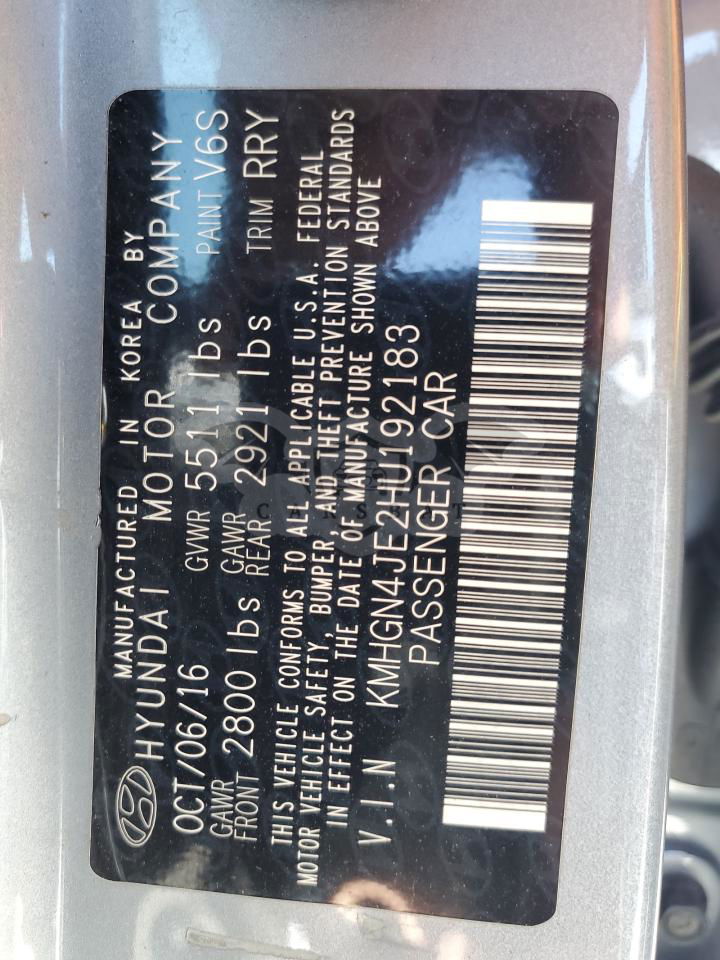 MANUFACTURED IN KOREA BY
HYUNDAI MOTOR COMPANY
OCT/06/16 GVWR 5511 lbs PAINT V6S
GAWR FRONT 2800 lbs GAWR REAR 2921 lbs TRIM RRY
THIS VEHICLE CONFORMS TO AL APPLICABLE U.S.A. FEDERAL
MOTOR VEHICLE SAFETY, BUMPER, AND THEFT PREVENTION STANDARDS
IN EFFECT ON THE DATE OF MANUFACTURE SHOWN ABOVE
V.I.N KMHGN4JE2HU192183
PASSENGER CAR